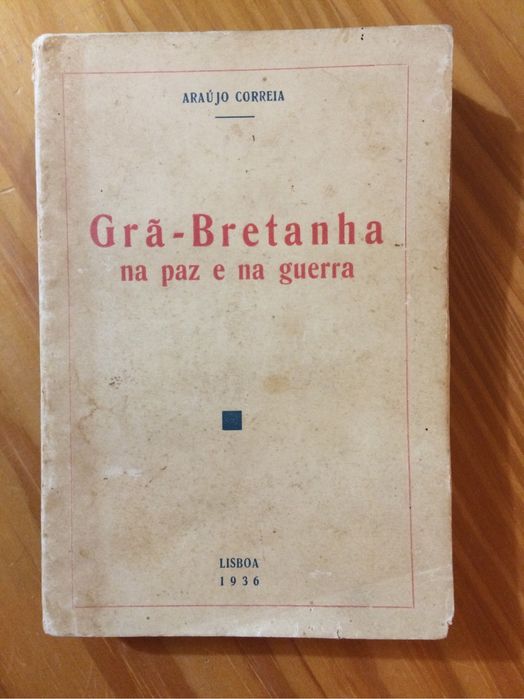 ARAÚJO CORREIA
Grã-Bretanha
na paz e na guerra
LISBOA
1936